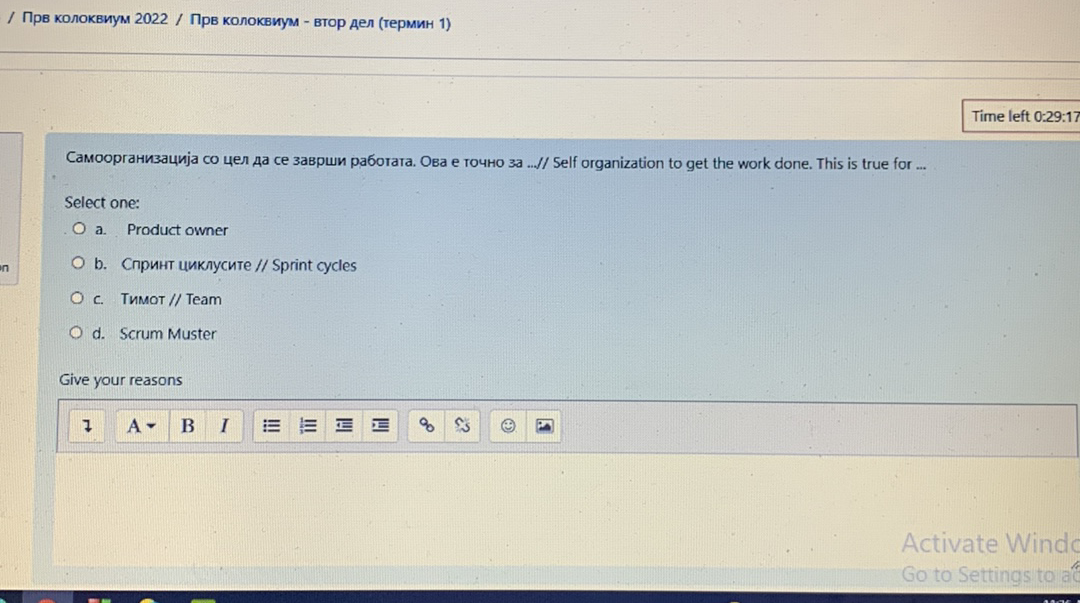 / Прв колоквиум 2022 / Прв колоквиум - втор дел (термин 1)
Time left 0:29:17
Самоорганизација со цел да се заврши работата. Ова е точно за ...// Self organization to get the work done. This is true for ...
Select one:
a. Product owner
b. Спринт циклусите // Sprint cycles
c. Тимот // Team
d. Scrum Muster
Give your reasons
A B I
Activate Windo
Go to Settings to ac